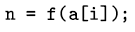 n = f(a[i]);